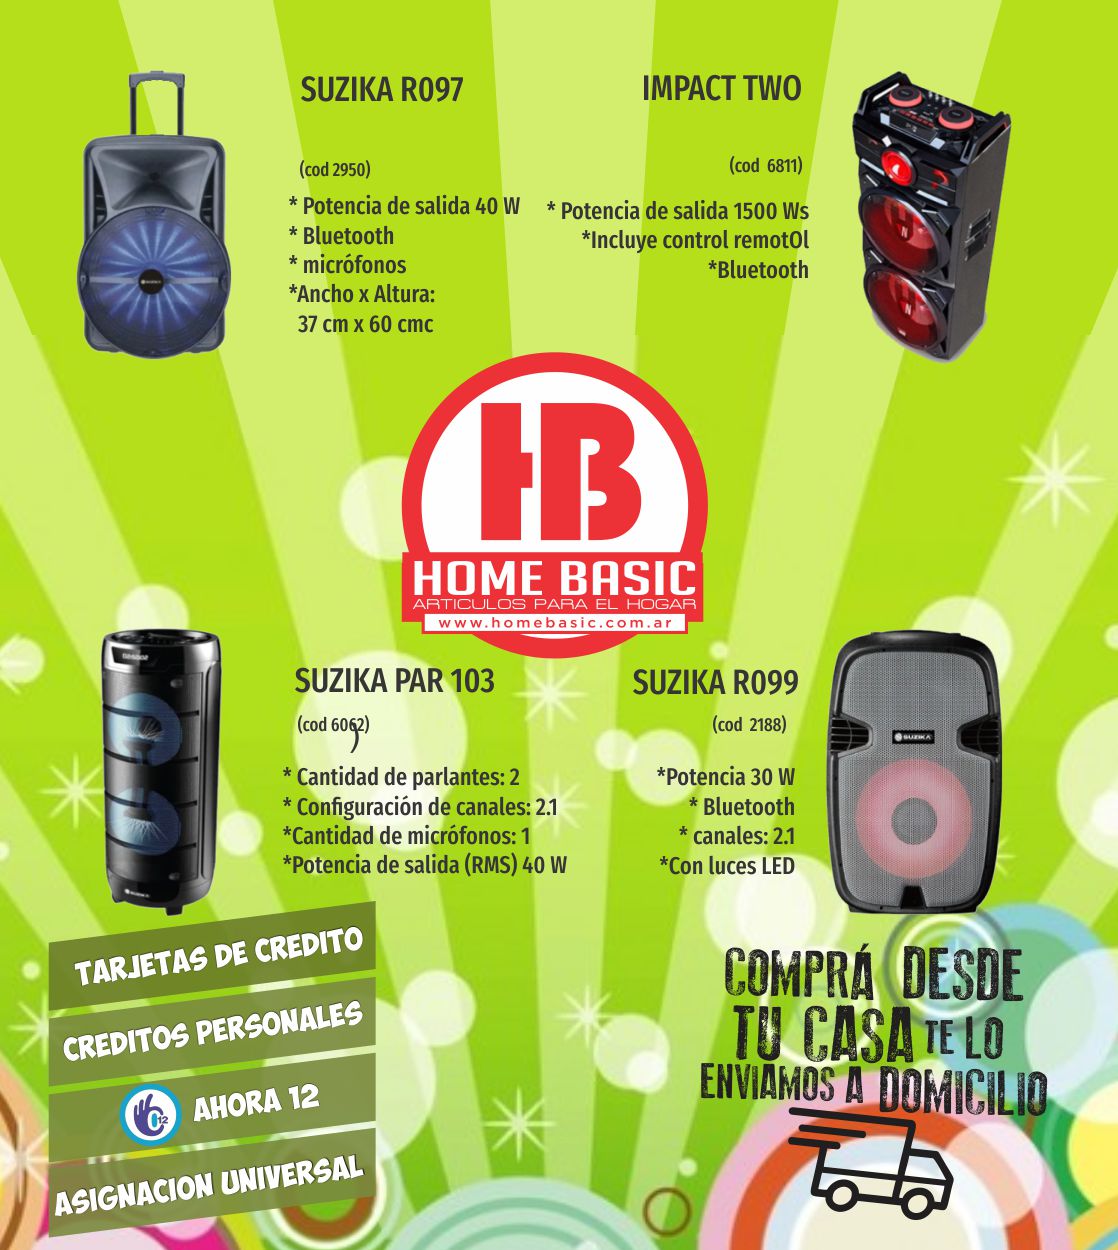 SUZIKA R097
(cod 2950)
* Potencia de salida 40 W
* Bluetooth
* micrófonos
*Ancho x Altura:
37 cm x 60 cmc
IMPACT TWO
(cod 6811)
* Potencia de salida 1500 Ws
*Incluye control remotOl
*Bluetooth
HB
HOME BASIC
ARTICULOS PARA EL HOGAR
www.homebasic.com.ar
SUZIKA PAR 103
(cod 6062)
)
* Cantidad de parlantes: 2
* Configuración de canales: 2.1
*Cantidad de micrófonos: 1
*Potencia de salida (RMS) 40 W
SUZIKA R099
(cod 2188)
*Potencia 30 W
* Bluetooth
* canales: 2.1
*Con luces LED
SUZIKA
TARJETAS DE CREDITO
CREDITOS PERSONALES
12 AHORA 12
ASIGNACION UNIVERSAL
COMPRÁ DESDE
TU CASA TE LO
ENVIAMOS A DOMICILIO